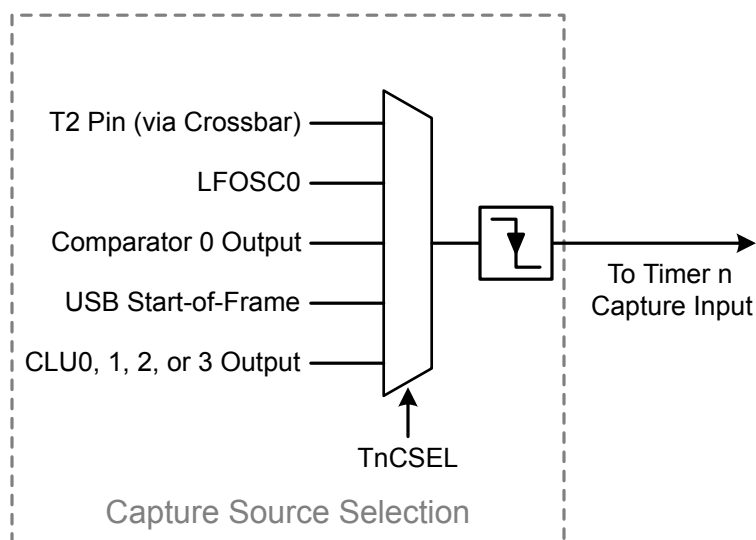 T2 Pin (via Crossbar)
LFOSC0
Comparator 0 Output
USB Start-of-Frame
CLU0, 1, 2, or 3 Output
To Timer n
Capture Input
TnCSEL
Capture Source Selection